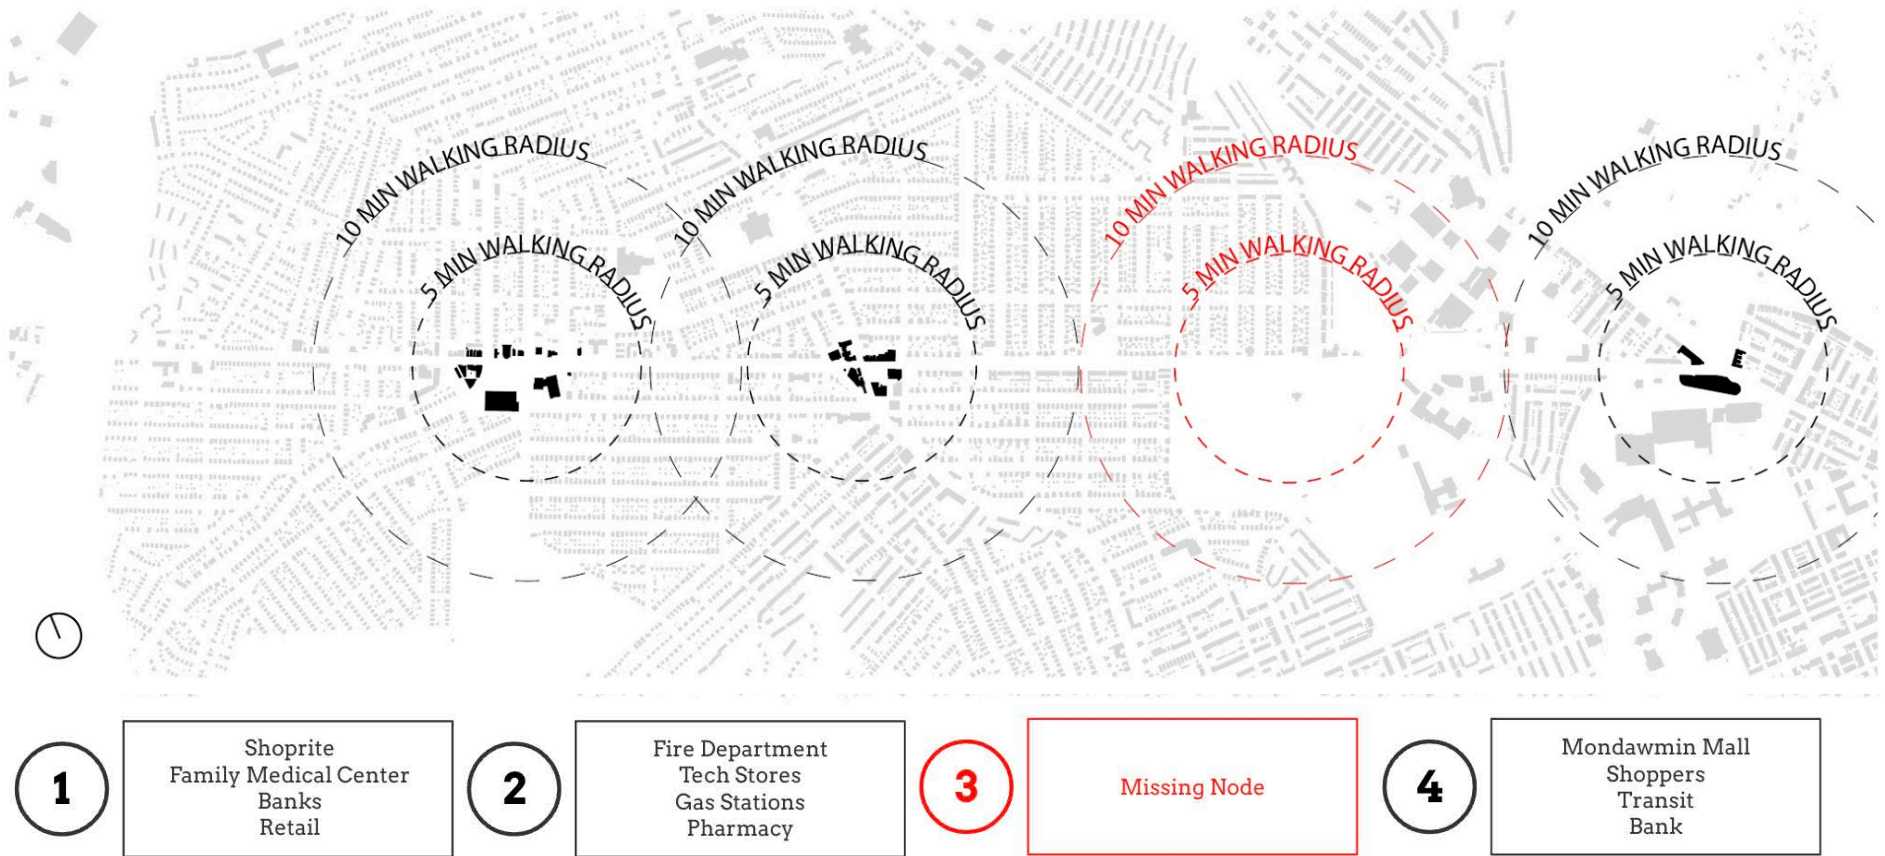 10 MIN WALKING RADIUS
5 MIN WALKING RADIUS
10 MIN WALKING RADIUS
5 MIN WALKING RADIUS
10 MIN WALKING RADIUS
5 MIN WALKING RADIUS
10 MIN WALKING RADIUS
5 MIN WALKING RADIUS
1
Shoprite
Family Medical Center
Banks
Retail
2
Fire Department
Tech Stores
Gas Stations
Pharmacy
3
Missing Node
4
Mondawmin Mall
Shoppers
Transit
Bank